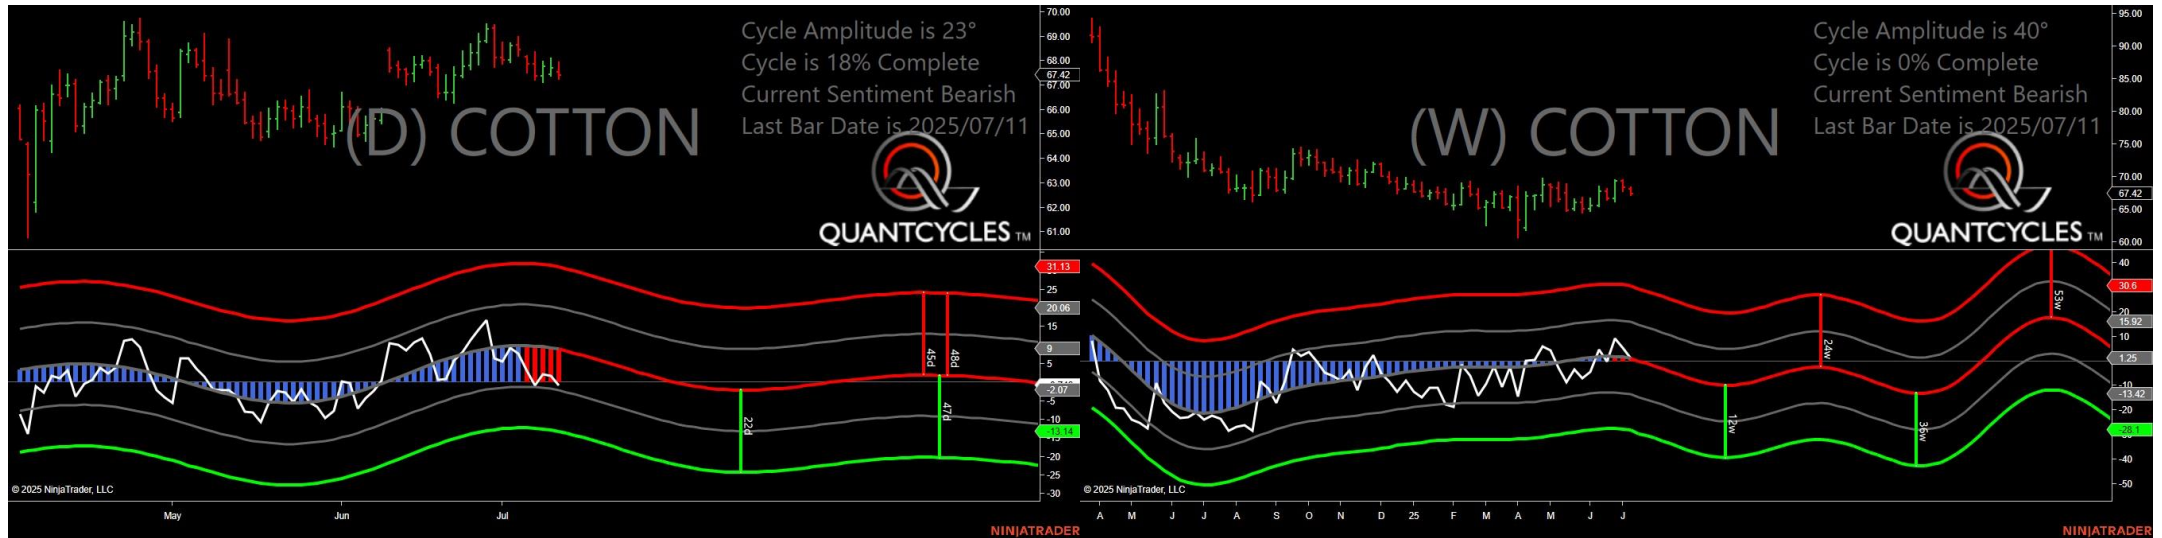 Cycle Amplitude is 23°
Cycle is 18% Complete
Current Sentiment Bearish
Last Bar Date is 2025/07/11
(D) COTTON
QUANTCYCLES TM
70.00
69.00
68.00
67.42
67.00
66.00
65.00
64.00
63.00
62.00
61.00
31.13
25
20.06
15
9
5
-2.07
-5
-10
-13.14
-20
-25
-30
22d
45d
48d
47d
© 2025 NinjaTrader, LLC
May
Jun
Jul
NINJATRADER
Cycle Amplitude is 40°
Cycle is 0% Complete
Current Sentiment Bearish
Last Bar Date is 2025/07/11
(W) COTTON
QUANTCYCLES TM
95.00
90.00
85.00
80.00
75.00
70.00
67.42
65.00
60.00
40
30.6
20
15.92
10
1.25
-10
-13.42
-20
-28.1
-40
-50
12w
24w
36w
53w
© 2025 NinjaTrader, LLC
A M J J A S O N D 25 F M A M J J
NINJATRADER